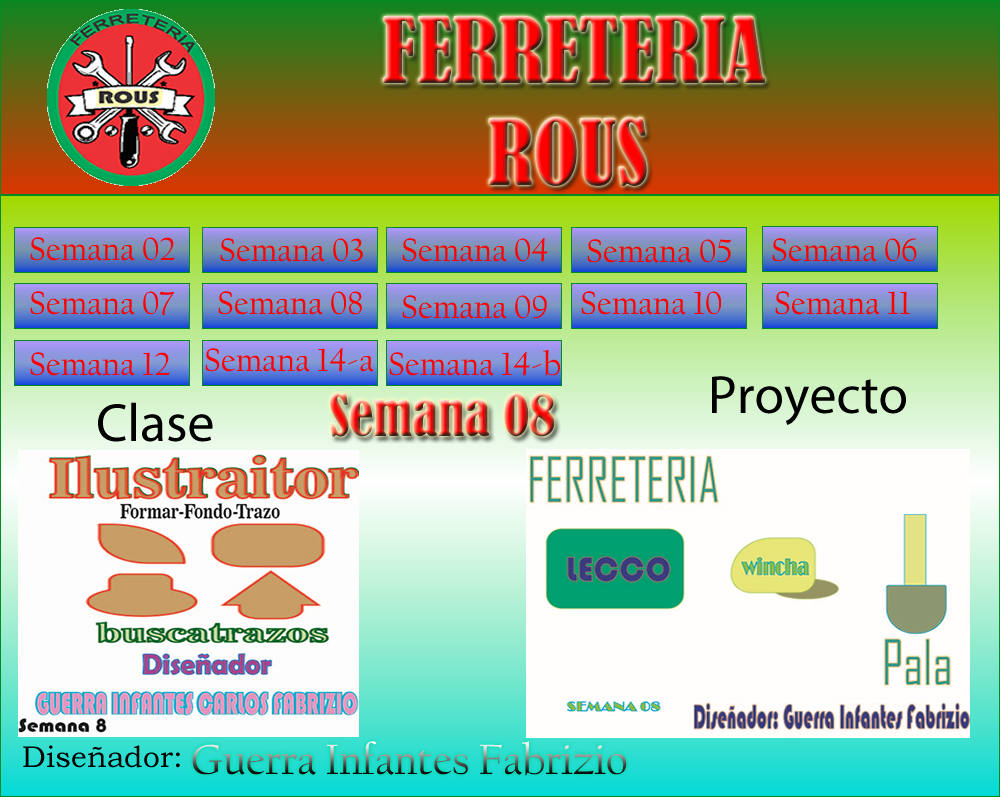 FERRETERIA
ROUS
FERRETERIA
ROUS
Semana 02
Semana 03
Semana 04
Semana 05
Semana 06
Semana 07
Semana 08
Semana 09
Semana 10
Semana 11
Semana 12
Semana 14-a
Semana 14-b
Clase
Semana 08
Proyecto
Ilustraitor
Formar-Fondo-Trazo
buscatrazos
Diseñador
GUERRA INFANTES CARLOS FABRIZIO
Semana 8
FERRETERIA
LECCO
wincha
Pala
SEMANA 08
Diseñador: Guerra Infantes Fabrizio
Diseñador: Guerra Infantes Fabrizio